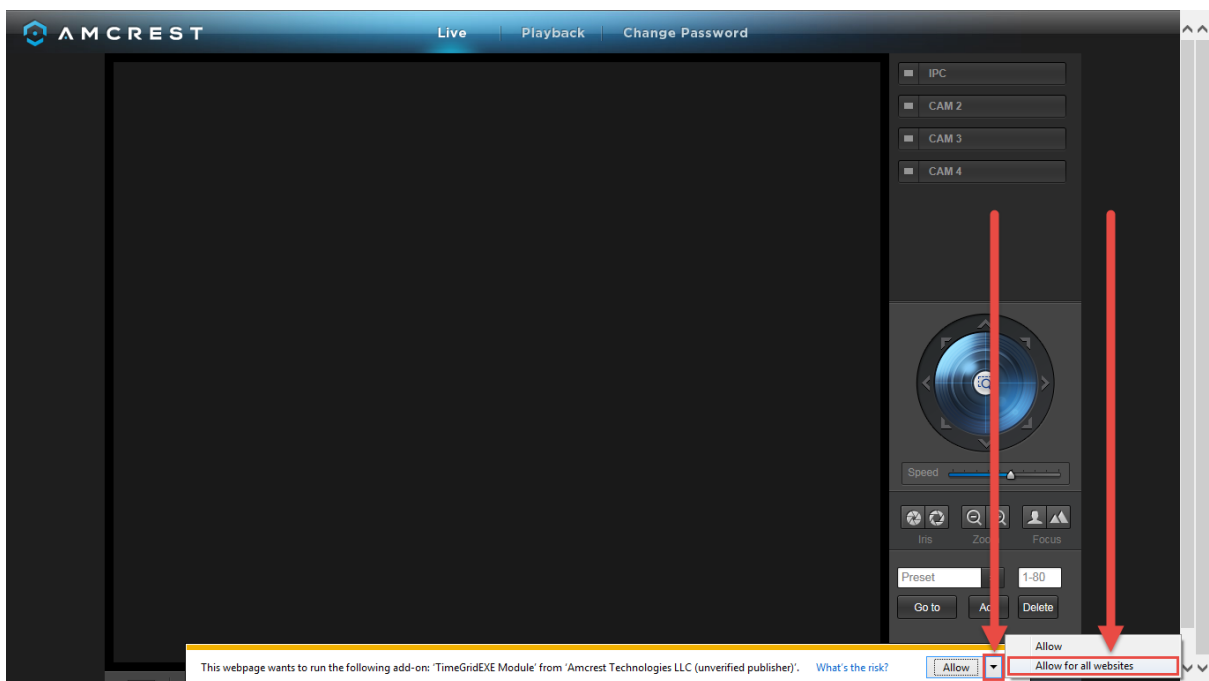 AMCREST
Live Playback Change Password
IPC
CAM 2
CAM 3
CAM 4
Speed
Iris Focus
Preset 1-80
Go to Delete
Allow
This webpage wants to run the following add-on: 'TimeGridEXE Module' from 'Amcrest Technologies LLC (unverified publisher)'. What's the risk? Allow
Allow for all websites